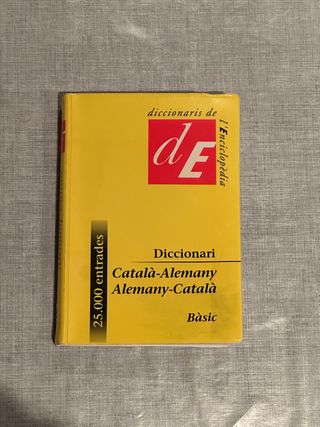 diccionaris de
l'Enciclopèdia
dE
25.000 entrades
Diccionari
Català-Alemany
Alemany-Català
Bàsic